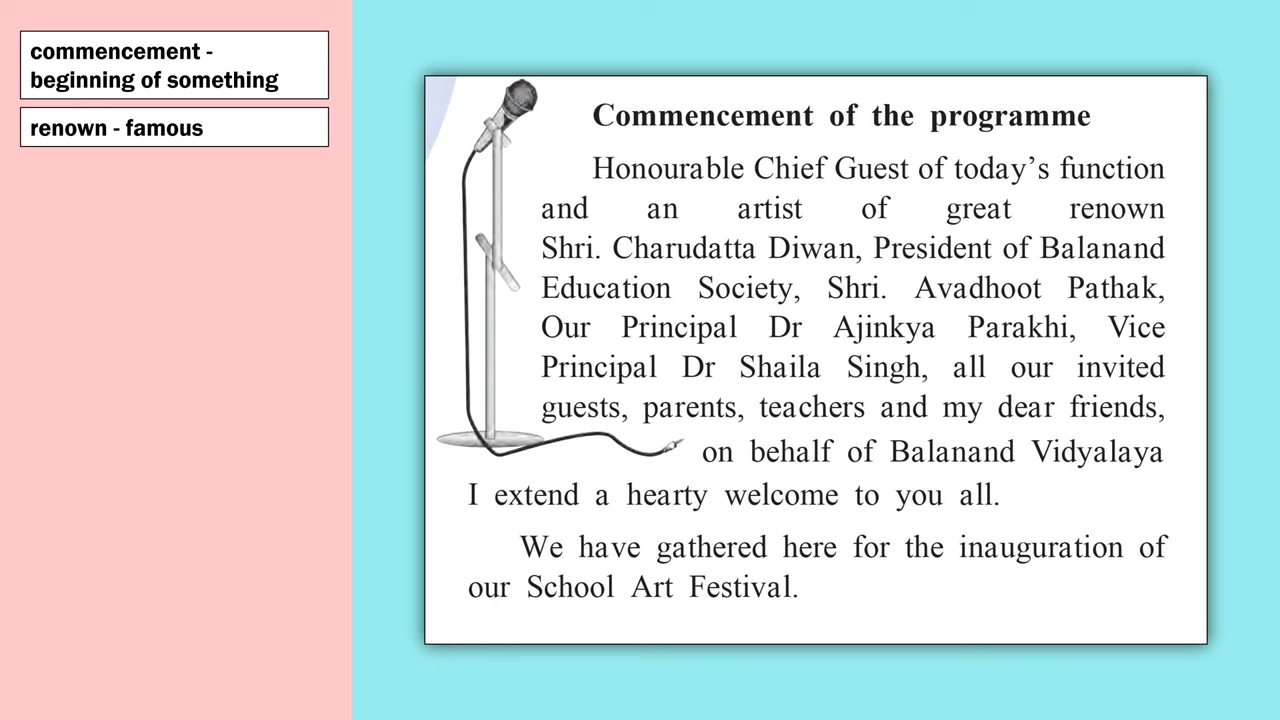 commencement -
beginning of something
renown - famous
Commencement of the programme
Honourable Chief Guest of today’s function
and an artist of great renown
Shri. Charudatta Diwan, President of Balanand
Education Society, Shri. Avadhoot Pathak,
Our Principal Dr Ajinkya Parakhi, Vice
Principal Dr Shaila Singh, all our invited
guests, parents, teachers and my dear friends,
on behalf of Balanand Vidyalaya
I extend a hearty welcome to you all.
We have gathered here for the inauguration of
our School Art Festival.